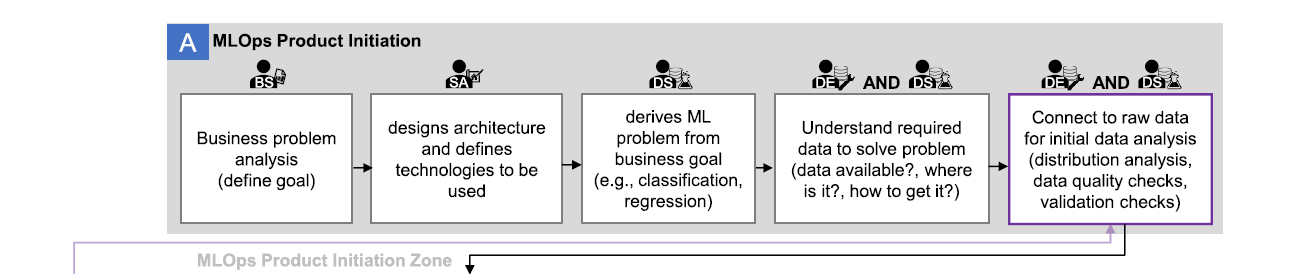 A MLOps Product Initiation
BS
SA
DS
DE AND DS
DE AND DS
Business problem
analysis
(define goal)
designs architecture
and defines
technologies to be
used
derives ML
problem from
business goal
(e.g., classification,
regression)
Understand required
data to solve problem
(data available?, where
is it?, how to get it?)
Connect to raw data
for initial data analysis
(distribution analysis,
data quality checks,
validation checks)
MLOps Product Initiation Zone